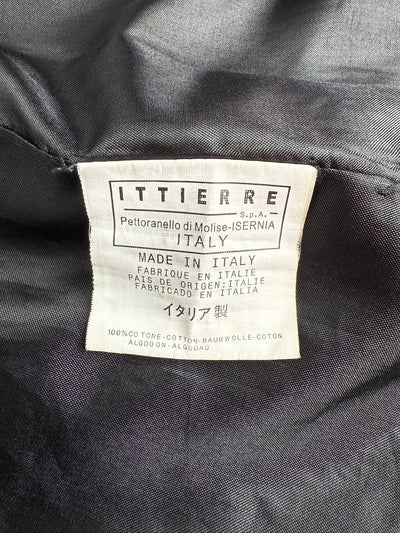 ITTIERRE
S.p.A.
Pettoranello di Molise-ISERNIA
ITALY
MADE IN ITALY
FABRIQUE EN ITALIE
PAIS DE ORIGEN:ITALIE
FABRICADO EN ITALIA
イタリア製
100%COTONE-COTTON-BAUMWOLLE-COTON
ALGODON-ALGODAO